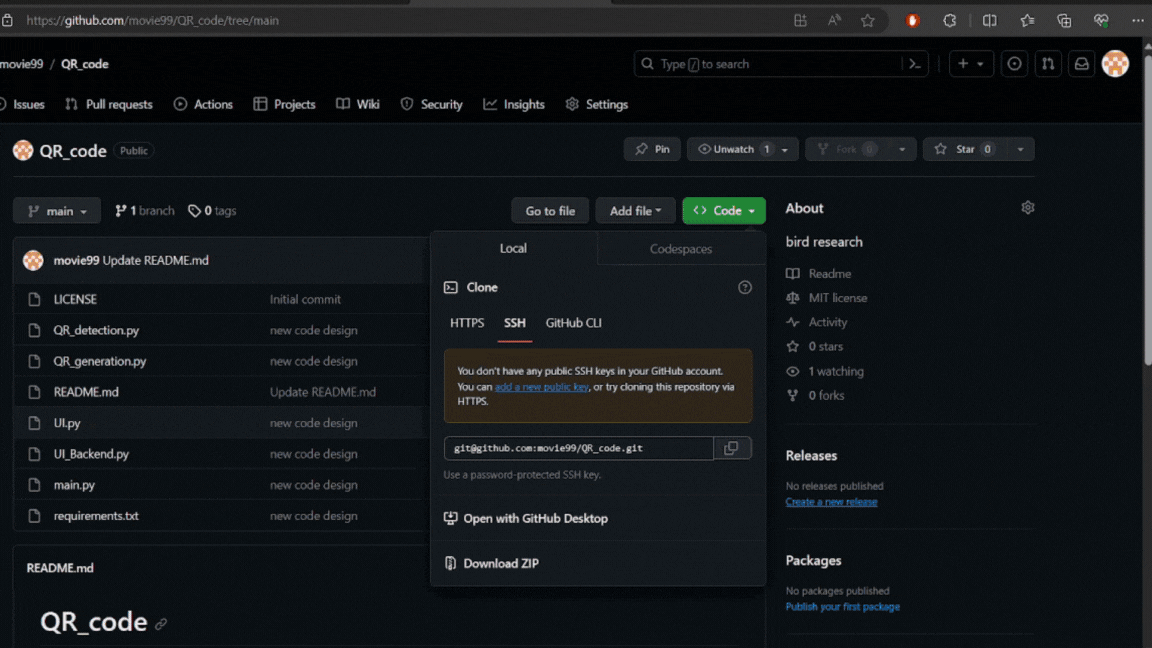 https://github.com/movie99/QR_code/tree/main
movie99 / QR_code
Type / to search
Issues Pull requests Actions Projects Wiki Security Insights Settings
QR_code Public
Pin Unwatch 1 Fork 0 Star 0
main 1 branch 0 tags Go to file Add file Code
movie99 Update README.md
LICENSE Initial commit
QR_detection.py new code design
QR_generation.py new code design
README.md Update README.md
UI.py new code design
UI_Backend.py new code design
main.py new code design
requirements.txt new code design
README.md
QR_code
Local Codespaces
Clone
HTTPS SSH GitHub CLI
You don't have any public SSH keys in your GitHub account.
You can add a new public key, or try cloning this repository via
HTTPS.
git@github.com:movie99/QR_code.git
Use a password-protected SSH key.
Open with GitHub Desktop
Download ZIP
About
bird research
Readme
MIT license
Activity
0 stars
1 watching
0 forks
Releases
No releases published
Create a new release
Packages
No packages published
Publish your first package